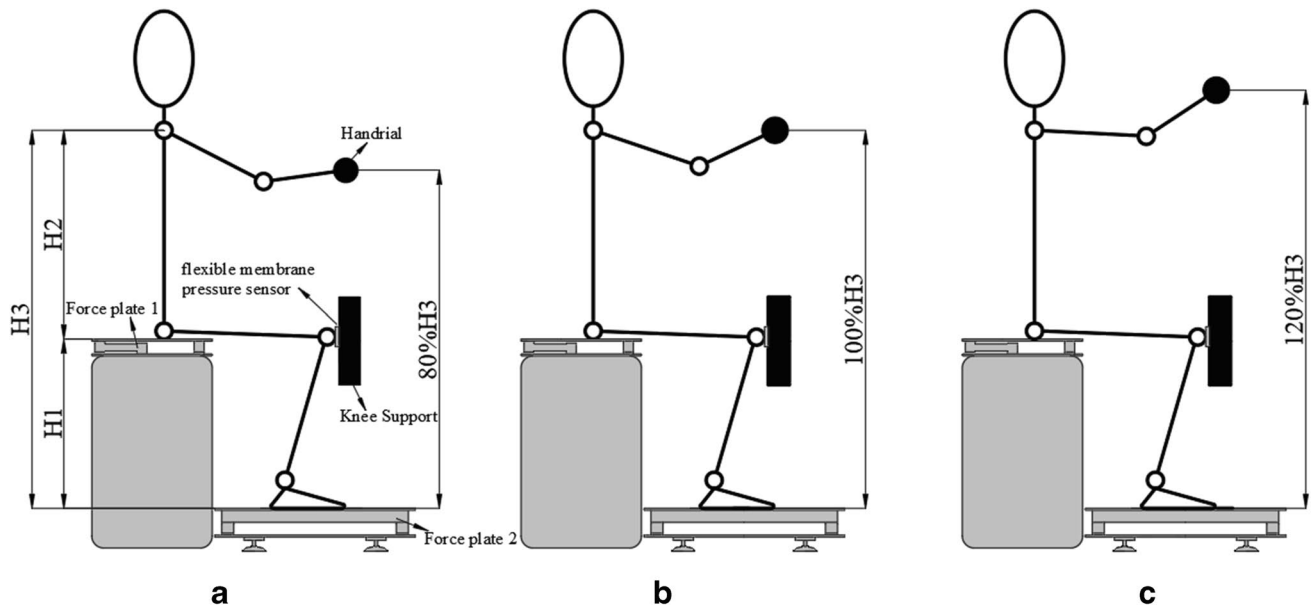 Handrial
H3
H2
flexible membrane
pressure sensor
Force plate 1
80%H3
H1
Knee Support
Force plate 2
a
100%H3
b
120%H3
c